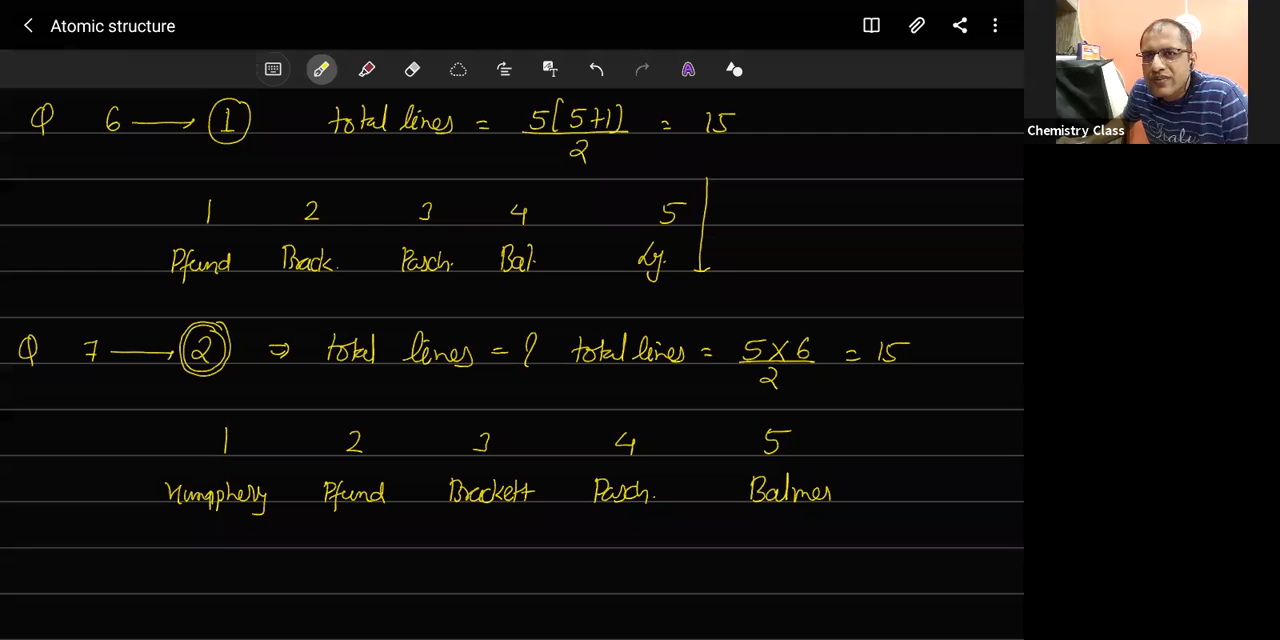 Atomic structure
Chemistry Class
Q 6 → 1 total lines = 5(5+1)/2 = 15
1 2 3 4 5
Pfund Brack. Pasch. Bal. Ly.
Q 7 → 2 ⇒ total lines = ? total lines = 5 × 6/2 = 15
1 2 3 4 5
Humpphery Pfund Brackett Pasch. Balmer